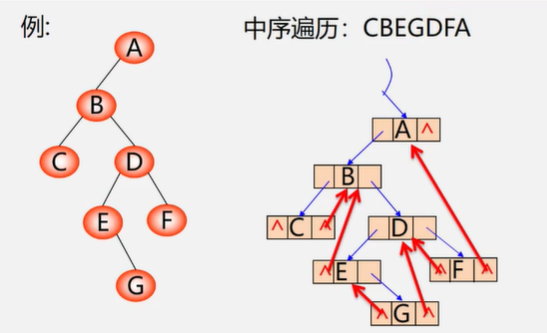 例:
中序遍历：CBEGDFA
A
B
C
D
E
F
G
A ^
B
^ C ^
D
^ E
^ F ^
^ G ^